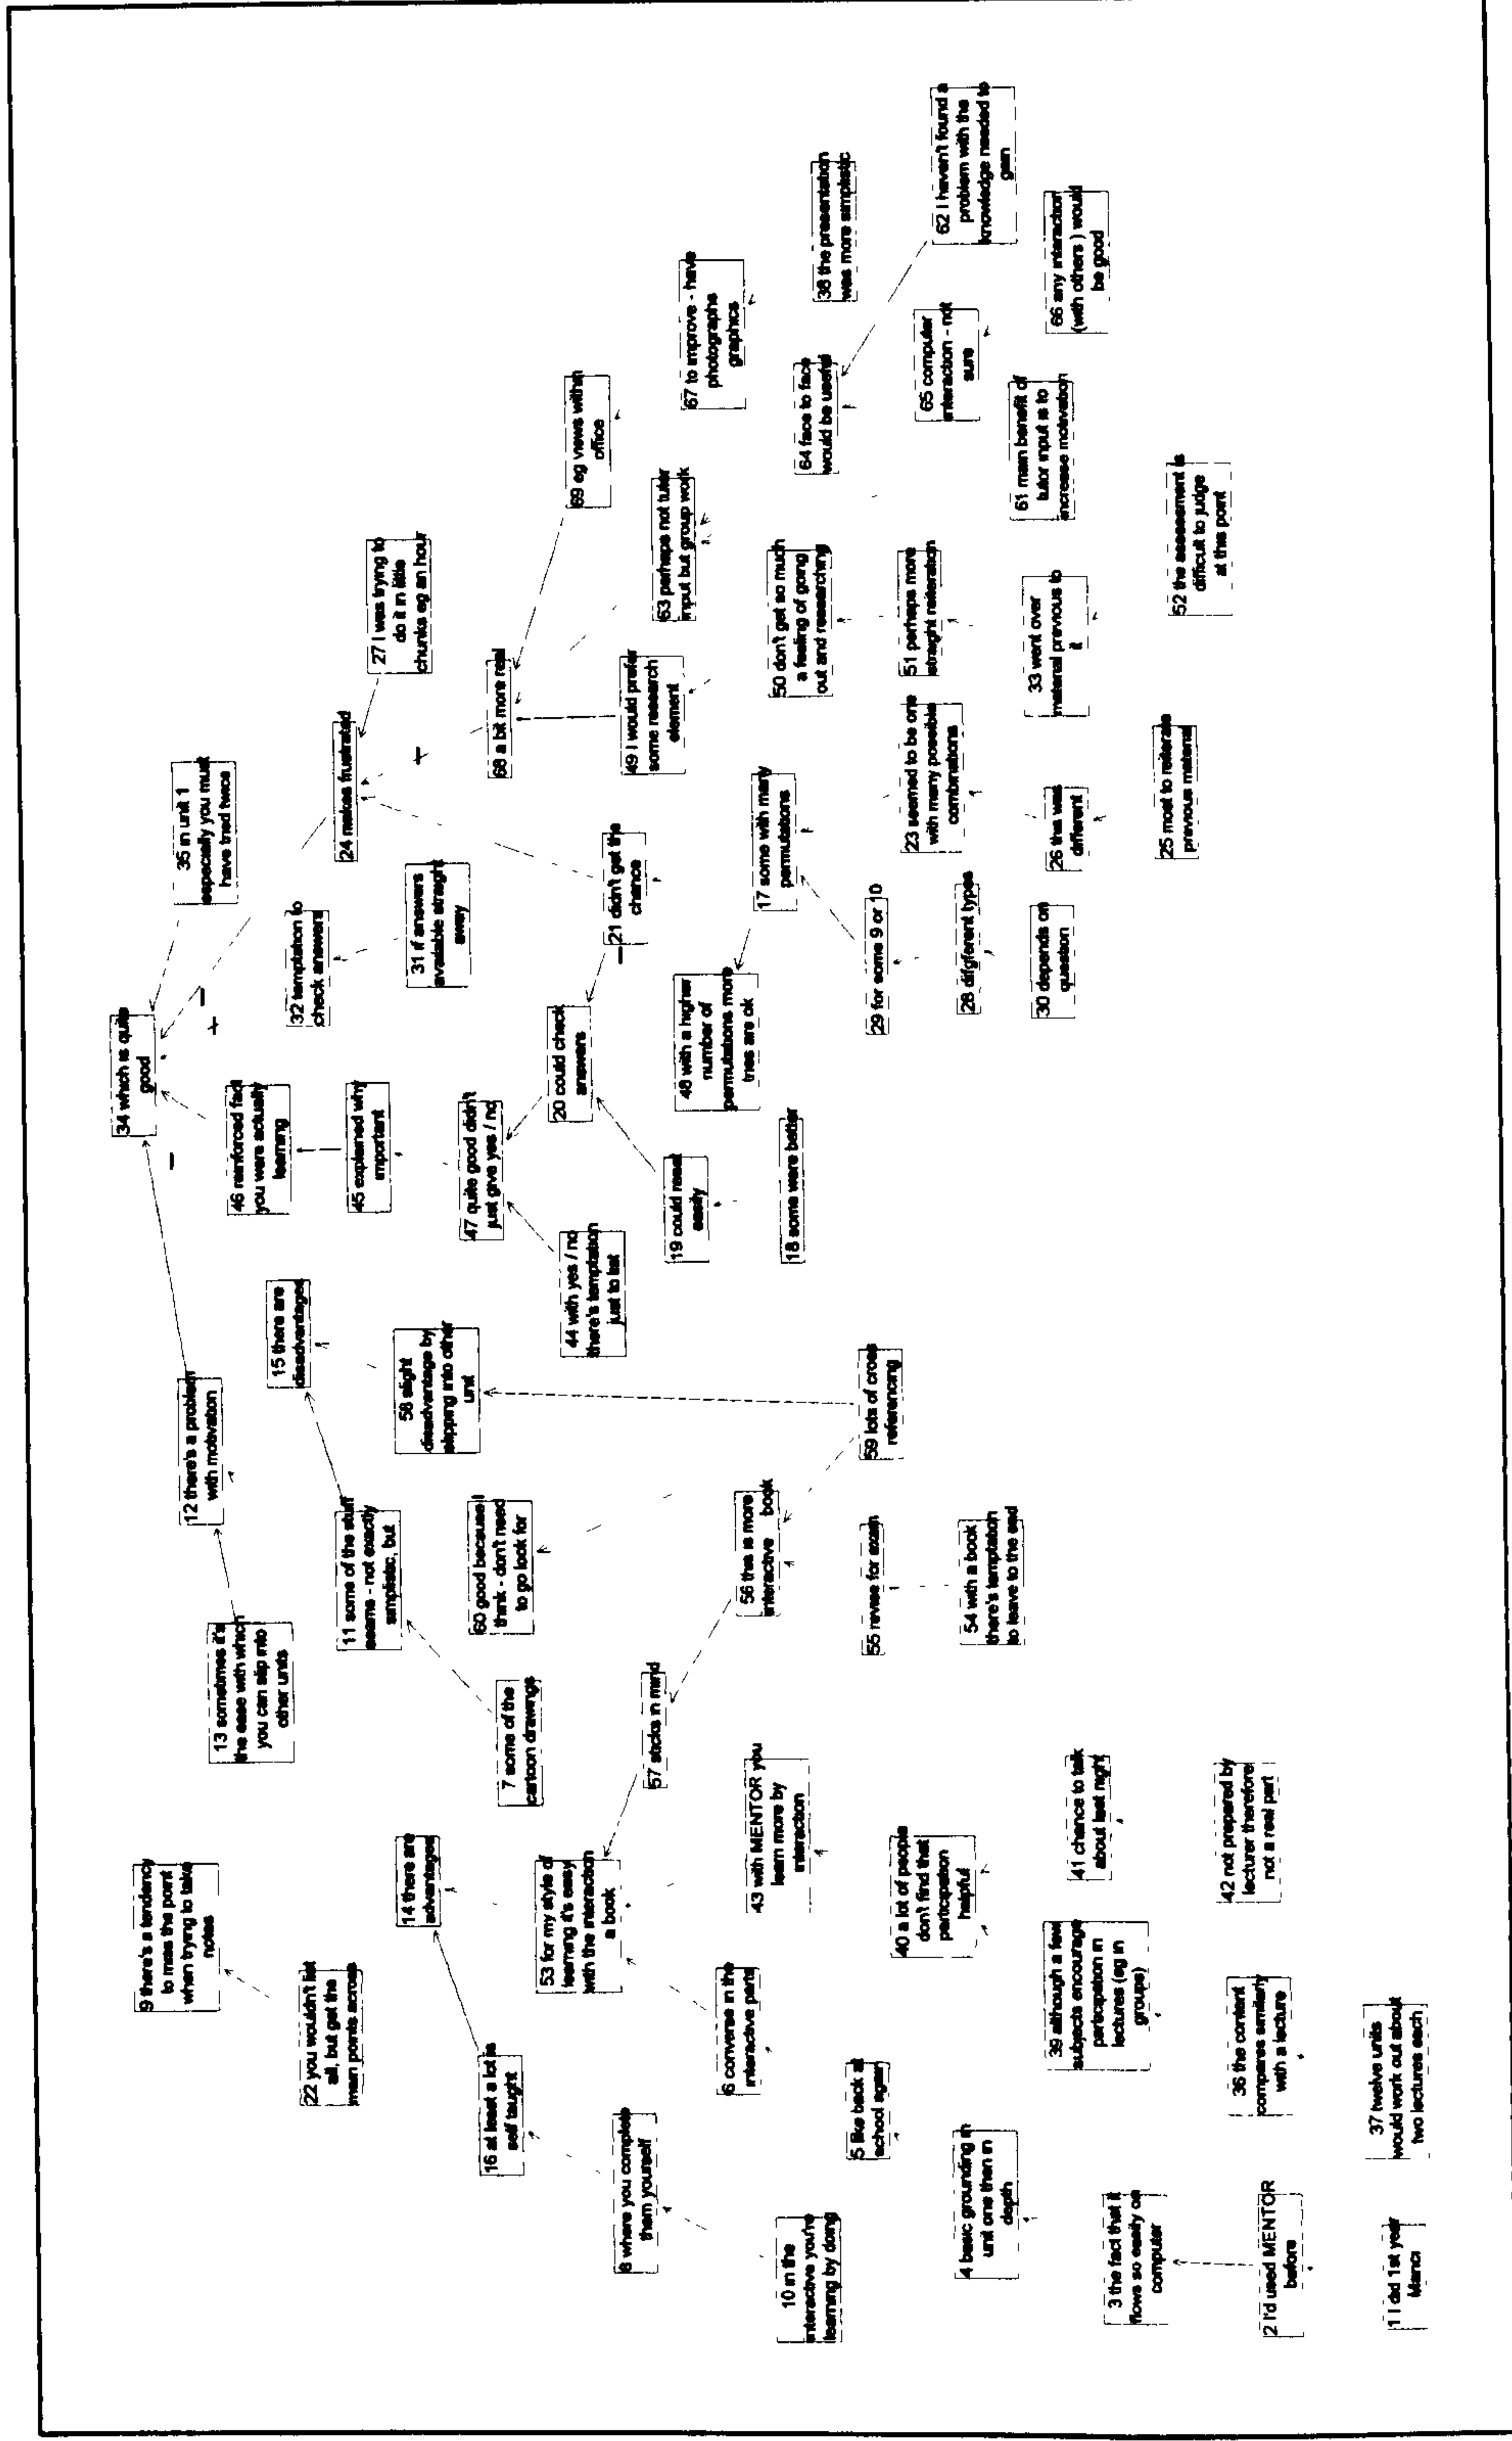 34 which is quite
good
9 there's a tendency
to miss the point
when trying to take
notes
12 there's a problem
with motivation
35 in unit 1
especially you must
have tried twice
13 sometimes it's
the ease with which
you can slip into
other units
46 reinforced fact
you were actually
learning
15 there are
disadvantages
32 temptation to
check answers
22 you wouldn't list
all, but get the
main points across
11 some of the stuff
seems - not exactly
simplistic, but
45 explained why
important
24 makes frustrated
27 I was trying to
do it in little
chunks eg an hour
14 there are
advantages
58 slight
disadvantage by
slipping into other
unit
31 if answers
available straight
away
16 at least a lot is
self taught
7 some of the
cartoon drawings
60 good because I
think - don't need
to go look for
47 quite good didn't
just give yes / no
68 a bit more real
53 for my style of
learning it's easy
with the interaction
a book
44 with yes / no
there's temptation
just to list
20 could check
answers
69 eg views within
office
8 where you complete
them yourself
57 sticks in mind
19 could reset
easily
21 didn't get the
chance
49 I would prefer
some research
element
63 perhaps not tutor
input but group work
67 to improve - have
photographs
graphics
48 with a higher
number of
permutations more
tries are ok
6 converse in the
interactive parts
43 with MENTOR you
learn more by
interaction
56 this is more
interactive book
18 some were better
17 some with many
permutations
50 don't get so much
a feeling of going
out and researching
64 face to face
would be useful
38 the presentation
was more simplistic
10 in the
interactive you've
learning by doing
5 like back at
school again
40 a lot of people
don't find that
participation
helpful
55 revise for exam
59 lots of cross
referencing
29 for some 9 or 10
23 seemed to be one
with many possible
combinations
51 perhaps more
straight reiteration
65 computer
interaction - not
sure
62 I haven't found a
problem with the
knowledge needed to
gain
4 basic grounding in
unit one then in
depth
54 with a book
there's temptation
to leave to the end
28 difgferent types
61 main benefit of
tutor input is to
increase motivation
39 although a few
subjects encourage
participation in
lectures (eg in
groups)
41 chance to talk
about last night
30 depends on
question
26 this was
different
33 went over
material previous to
it
66 any interaction
(with others ) would
be good
3 the fact that it
flows so easily on
computer
25 most to reiterate
previous material
52 the assessment is
difficult to judge
at this point
36 the content
compares similarly
with a lecture
42 not prepared by
lecturer therefore
not a real part
2 I'd used MENTOR
before
37 twelve units
would work out about
two lectures each
1 I did 1st year
Manci